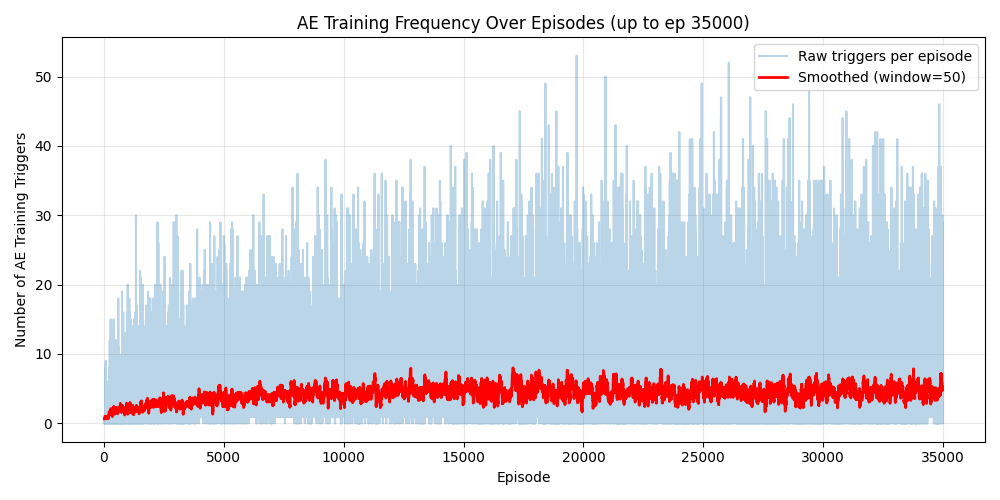 AE Training Frequency Over Episodes (up to ep 35000)
Raw triggers per episode
Smoothed (window=50)
Number of AE Training Triggers
50
40
30
20
10
0
0 5000 10000 15000 20000 25000 30000 35000
Episode